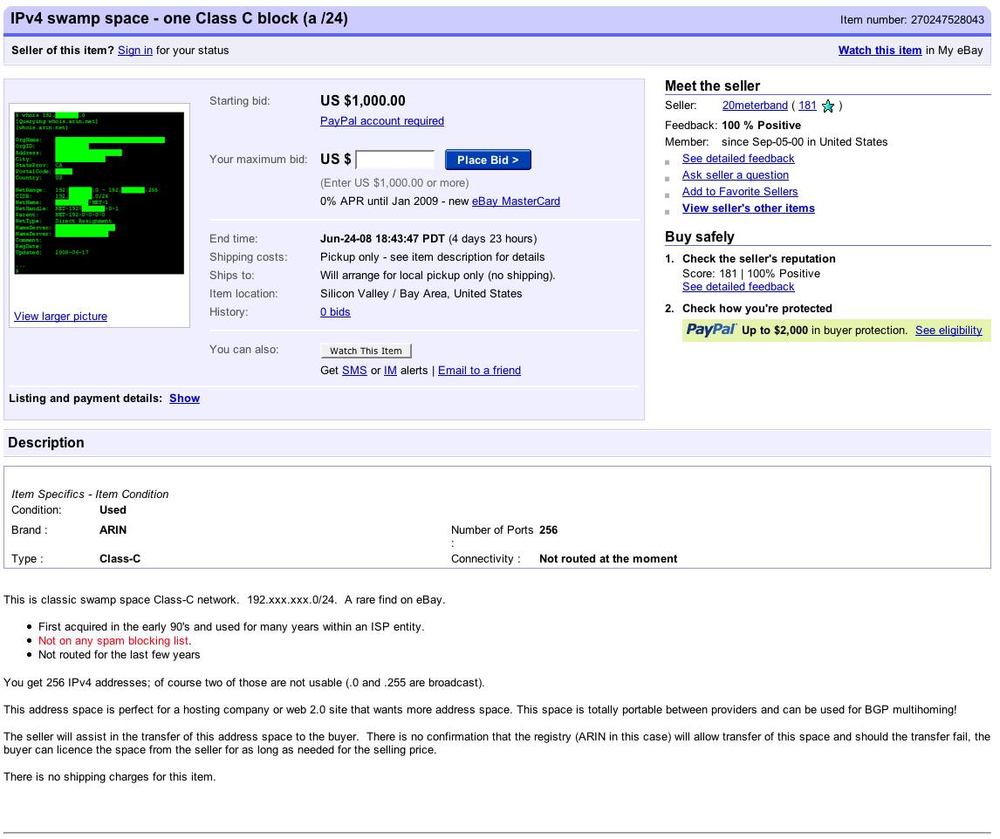 IPv4 swamp space - one Class C block (a /24)
Item number: 270247528043
Seller of this item? Sign in for your status
Watch this item in My eBay
$ whois 192. .0
[Querying whois.arin.net]
[whois.arin.net]
OrgName:
OrgID:
Address:
City:
StateProv: CA
PostalCode:
Country: US
NetRange: 192. .0 - 192. .255
CIDR: 192. .0/24
NetName: -NET-1
NetHandle: NET-192- -0-1
Parent: NET-192-0-0-0-0
NetType: Direct Assignment
NameServer:
NameServer:
Comment:
RegDate:
Updated: 2008-06-17
...
$
View larger picture
Starting bid: US $1,000.00
PayPal account required
Your maximum bid: US $ Place Bid >
(Enter US $1,000.00 or more)
0% APR until Jan 2009 - new eBay MasterCard
End time: Jun-24-08 18:43:47 PDT (4 days 23 hours)
Shipping costs: Pickup only - see item description for details
Ships to: Will arrange for local pickup only (no shipping).
Item location: Silicon Valley / Bay Area, United States
History: 0 bids
You can also: Watch This Item
Get SMS or IM alerts | Email to a friend
Listing and payment details: Show
Meet the seller
Seller: 20meterband ( 181 )
Feedback: 100 % Positive
Member: since Sep-05-00 in United States
See detailed feedback
Ask seller a question
Add to Favorite Sellers
View seller's other items
Buy safely
1. Check the seller's reputation
Score: 181 | 100% Positive
See detailed feedback
2. Check how you're protected
PayPal Up to $2,000 in buyer protection. See eligibility
Description
Item Specifics - Item Condition
Condition: Used
Brand : ARIN
Number of Ports 256
:
Type : Class-C
Connectivity : Not routed at the moment
This is classic swamp space Class-C network. 192.xxx.xxx.0/24. A rare find on eBay.
First acquired in the early 90's and used for many years within an ISP entity.
Not on any spam blocking list.
Not routed for the last few years
You get 256 IPv4 addresses; of course two of those are not usable (.0 and .255 are broadcast).
This address space is perfect for a hosting company or web 2.0 site that wants more address space. This space is totally portable between providers and can be used for BGP multihoming!
The seller will assist in the transfer of this address space to the buyer. There is no confirmation that the registry (ARIN in this case) will allow transfer of this space and should the transfer fail, the
buyer can licence the space from the seller for as long as needed for the selling price.
There is no shipping charges for this item.